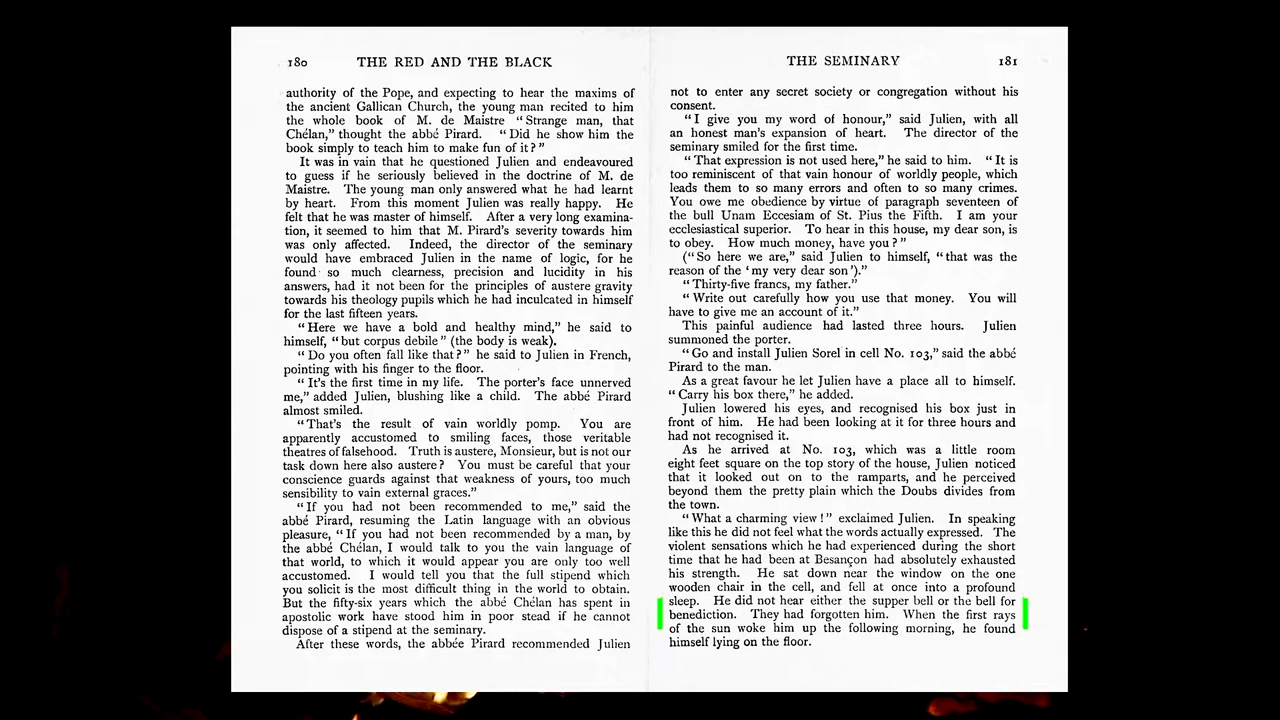 180 THE RED AND THE BLACK
authority of the Pope, and expecting to hear the maxims of
the ancient Gallican Church, the young man recited to him
the whole book of M. de Maistre “Strange man, that
Chélan,” thought the abbé Pirard. “Did he show him the
book simply to teach him to make fun of it?”
It was in vain that he questioned Julien and endeavoured
to guess if he seriously believed in the doctrine of M. de
Maistre. The young man only answered what he had learnt
by heart. From this moment Julien was really happy. He
felt that he was master of himself. After a very long examina-
tion, it seemed to him that M. Pirard’s severity towards him
was only affected. Indeed, the director of the seminary
would have embraced Julien in the name of logic, for he
found so much clearness, precision and lucidity in his
answers, had it not been for the principles of austere gravity
towards his theology pupils which he had inculcated in himself
for the last fifteen years.
“Here we have a bold and healthy mind,” he said to
himself, “but corpus debile” (the body is weak).
“Do you often fall like that?” he said to Julien in French,
pointing with his finger to the floor.
“It’s the first time in my life. The porter’s face unnerved
me,” added Julien, blushing like a child. The abbé Pirard
almost smiled.
“That’s the result of vain worldly pomp. You are
apparently accustomed to smiling faces, those veritable
theatres of falsehood. Truth is austere, Monsieur, but is not our
task down here also austere? You must be careful that your
conscience guards against that weakness of yours, too much
sensibility to vain external graces.”
“If you had not been recommended to me,” said the
abbé Pirard, resuming the Latin language with an obvious
pleasure, “If you had not been recommended by a man, by
the abbé Chélan, I would talk to you the vain language of
that world, to which it would appear you are only too well
accustomed. I would tell you that the full stipend which
you solicit is the most difficult thing in the world to obtain.
But the fifty-six years which the abbé Chélan has spent in
apostolic work have stood him in poor stead if he cannot
dispose of a stipend at the seminary.
After these words, the abbée Pirard recommended Julien
THE SEMINARY 181
not to enter any secret society or congregation without his
consent.
“I give you my word of honour,” said Julien, with all
an honest man’s expansion of heart. The director of the
seminary smiled for the first time.
“That expression is not used here,” he said to him. “It is
too reminiscent of that vain honour of worldly people, which
leads them to so many errors and often to so many crimes.
You owe me obedience by virtue of paragraph seventeen of
the bull Unam Eccesiam of St. Pius the Fifth. I am your
ecclesiastical superior. To hear in this house, my dear son, is
to obey. How much money, have you?”
(“So here we are,” said Julien to himself, “that was the
reason of the ‘my very dear son’).”
“Thirty-five francs, my father.”
“Write out carefully how you use that money. You will
have to give me an account of it.”
This painful audience had lasted three hours. Julien
summoned the porter.
“Go and install Julien Sorel in cell No. 103,” said the abbé
Pirard to the man.
As a great favour he let Julien have a place all to himself.
“Carry his box there,” he added.
Julien lowered his eyes, and recognised his box just in
front of him. He had been looking at it for three hours and
had not recognised it.
As he arrived at No. 103, which was a little room
eight feet square on the top story of the house, Julien noticed
that it looked out on to the ramparts, and he perceived
beyond them the pretty plain which the Doubs divides from
the town.
“What a charming view!” exclaimed Julien. In speaking
like this he did not feel what the words actually expressed. The
violent sensations which he had experienced during the short
time that he had been at Besançon had absolutely exhausted
his strength. He sat down near the window on the one
wooden chair in the cell, and fell at once into a profound
sleep. He did not hear either the supper bell or the bell for
benediction. They had forgotten him. When the first rays
of the sun woke him up the following morning, he found
himself lying on the floor.